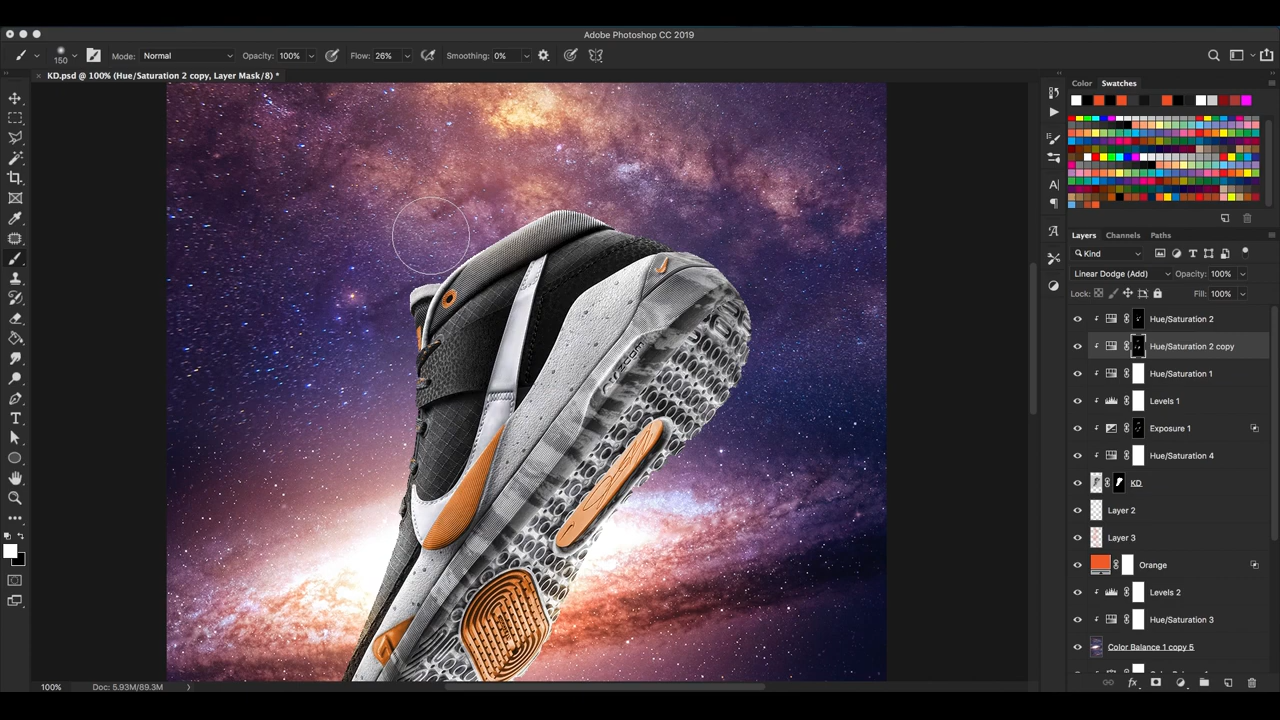 Adobe Photoshop CC 2019
150
Mode: Normal
Opacity: 100%
Flow: 26%
Smoothing: 0%
× KD.psd @ 100% (Hue/Saturation 2 copy, Layer Mask/8) *
Color Swatches
Layers Channels Paths
Kind
Linear Dodge (Add)
Opacity: 100%
Lock:
Fill: 100%
Hue/Saturation 2
Hue/Saturation 2 copy
Hue/Saturation 1
Levels 1
Exposure 1
Hue/Saturation 4
KD
Layer 2
Layer 3
Orange
Levels 2
Hue/Saturation 3
Color Balance 1 copy 5
100%
Doc: 5.93M/89.3M